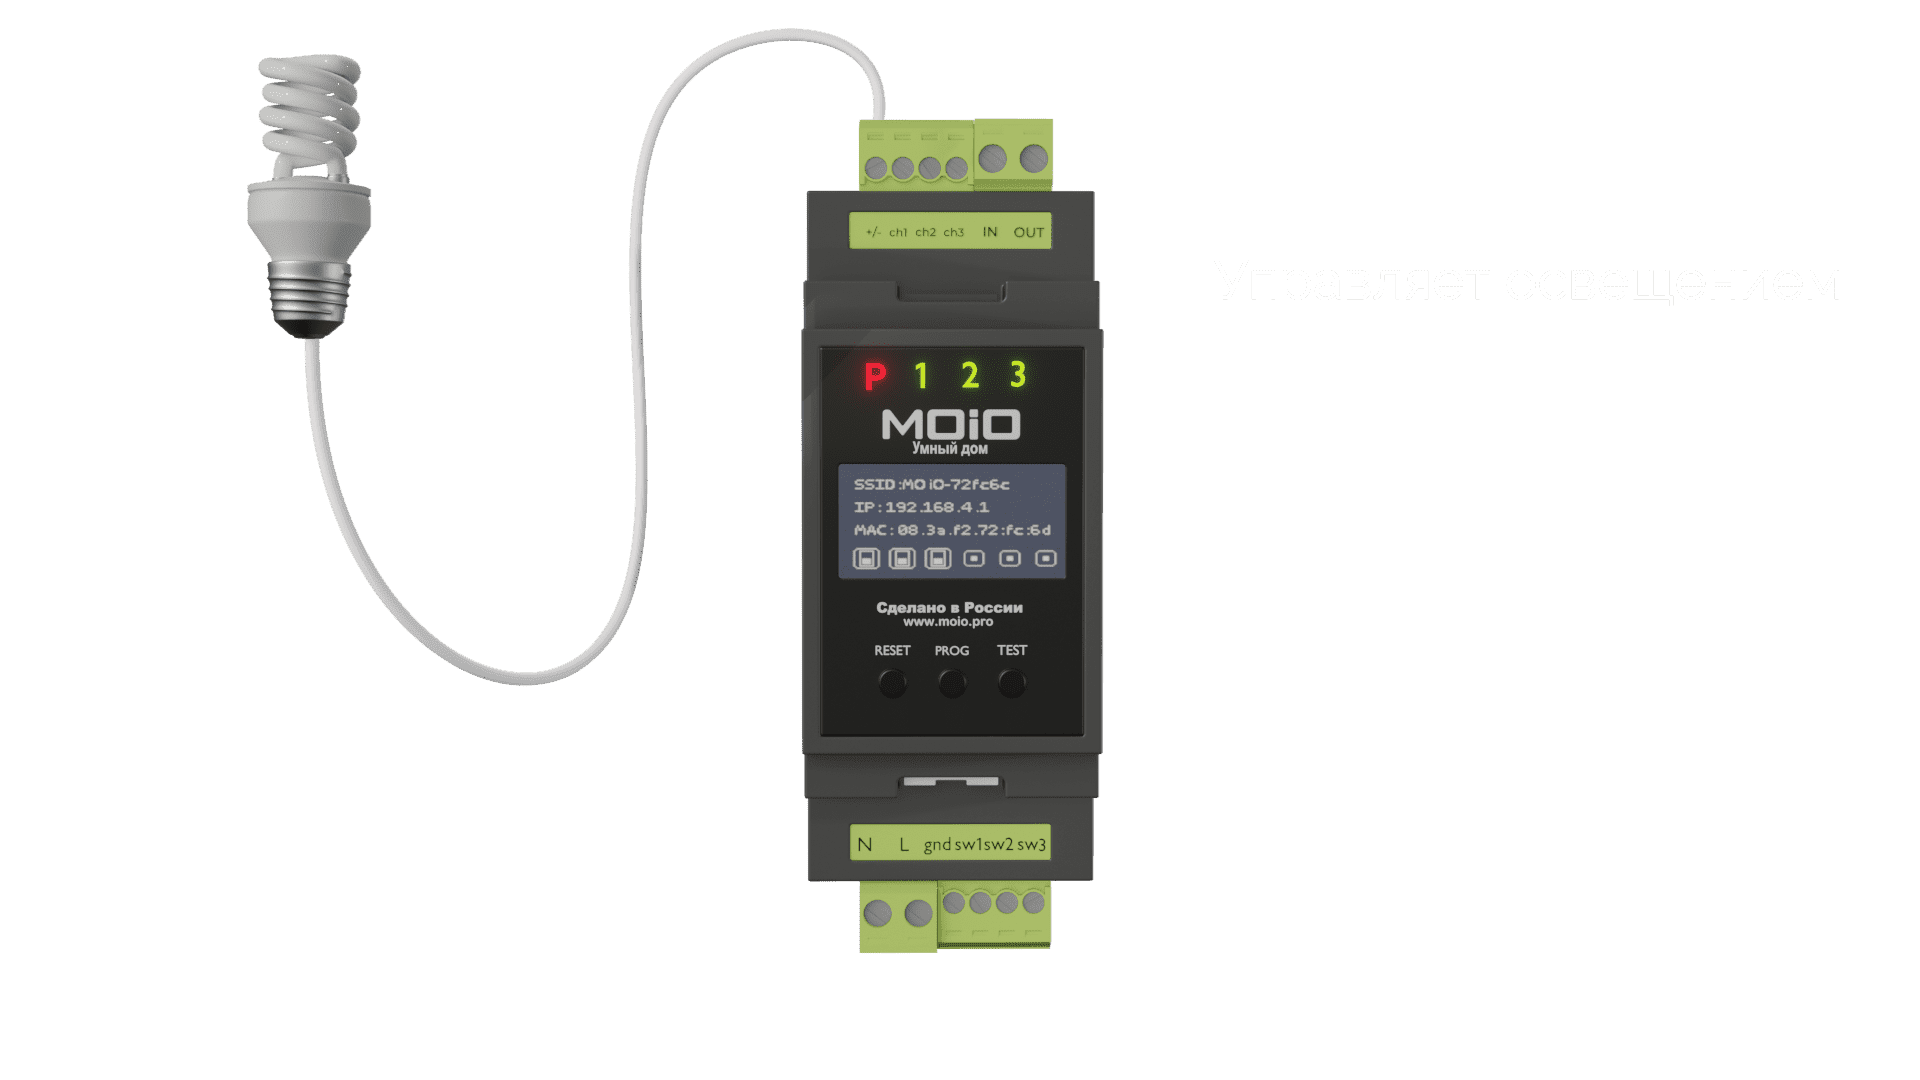 +/- ch1 ch2 ch3 IN OUT
Управляет освещением
P 1 2 3
MOiO
Умный дом
SSID:MOiO-72fc6c
IP:192.168.4.1
MAC:08.3a.f2.72:fc:6d
Сделано в России
www.moio.pro
RESET PROG TEST
N L gnd sw1 sw2 sw3